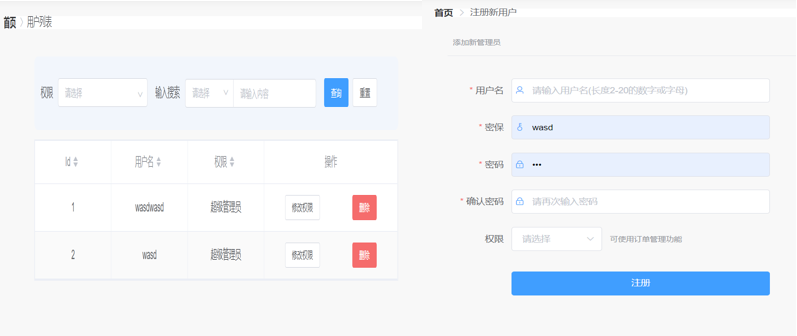 首页 > 用户列表
权限 请选择 输入搜索 请选择 请输入内容 查询 重置
Id 用户名 权限 操作
1 wasdwasd 超级管理员 修改权限 删除
2 wasd 超级管理员 修改权限 删除
首页 > 注册新用户
添加新管理员
* 用户名 请输入用户名(长度2-20的数字或字母)
* 密保 wasd
* 密码 •••
* 确认密码 请再次输入密码
权限 请选择 可使用订单管理功能
注册